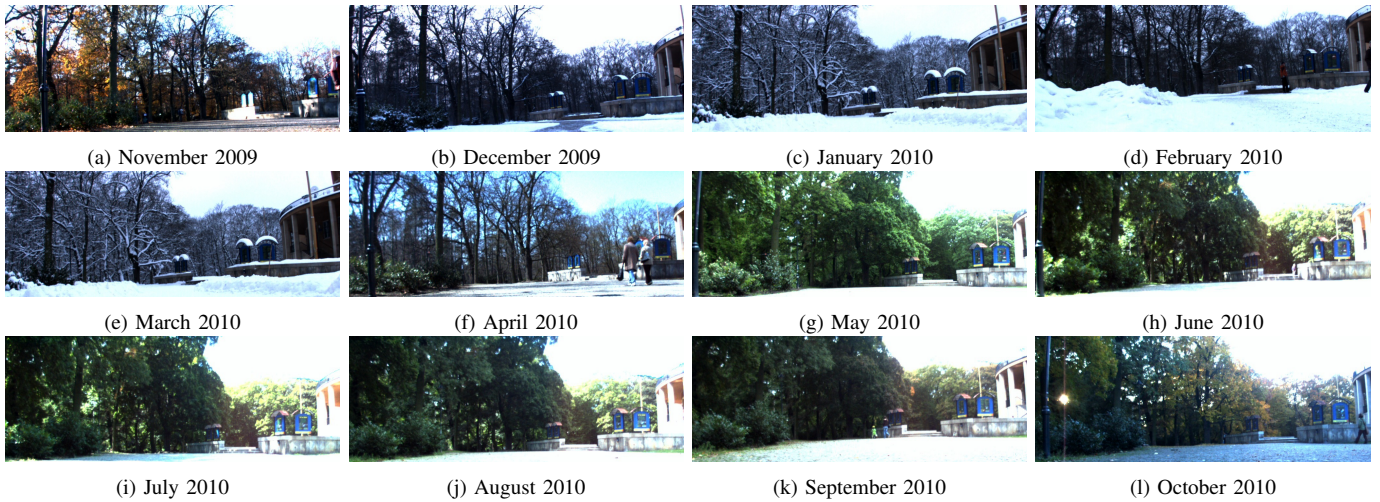 (a) November 2009
(b) December 2009
(c) January 2010
(d) February 2010
(e) March 2010
(f) April 2010
(g) May 2010
(h) June 2010
(i) July 2010
(j) August 2010
(k) September 2010
(l) October 2010